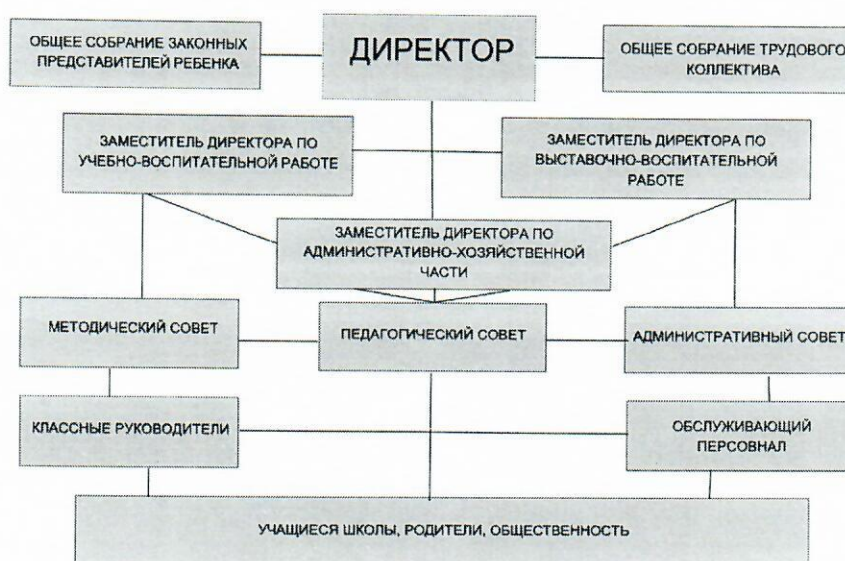 ОБЩЕЕ СОБРАНИЕ ЗАКОННЫХ
ПРЕДСТАВИТЕЛЕЙ РЕБЕНКА
ДИРЕКТОР
ОБЩЕЕ СОБРАНИЕ ТРУДОВОГО
КОЛЛЕКТИВА
ЗАМЕСТИТЕЛЬ ДИРЕКТОРА ПО
УЧЕБНО-ВОСПИТАТЕЛЬНОЙ РАБОТЕ
ЗАМЕСТИТЕЛЬ ДИРЕКТОРА ПО
ВЫСТАВОЧНО-ВОСПИТАТЕЛЬНОЙ
РАБОТЕ
ЗАМЕСТИТЕЛЬ ДИРЕКТОРА ПО
АДМИНИСТРАТИВНО-ХОЗЯЙСТВЕННОЙ
ЧАСТИ
МЕТОДИЧЕСКИЙ СОВЕТ
ПЕДАГОГИЧЕСКИЙ СОВЕТ
АДМИНИСТРАТИВНЫЙ СОВЕТ
КЛАССНЫЕ РУКОВОДИТЕЛИ
ОБСЛУЖИВАЮЩИЙ
ПЕРСОВНАЛ
УЧАЩИЕСЯ ШКОЛЫ, РОДИТЕЛИ, ОБЩЕСТВЕННОСТЬ